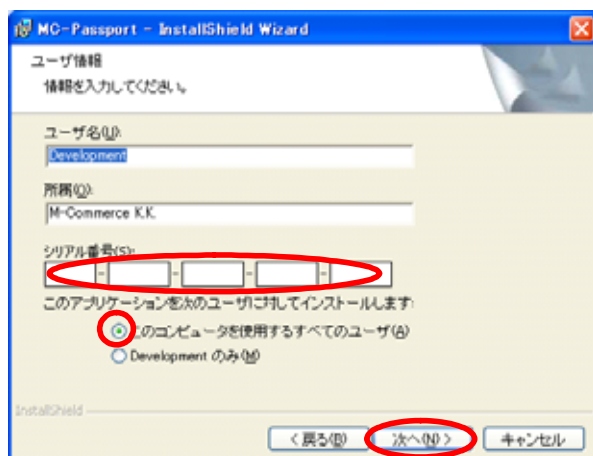 MC-Passport - InstallShield Wizard
ユーザ情報
情報を入力してください。
ユーザ名(U):
Development
所属(O):
M-Commerce K.K.
シリアル番号(S):
- - - -
このアプリケーションを次のユーザに対してインストールします:
このコンピュータを使用するすべてのユーザ(A)
Development のみ(M)
InstallShield
< 戻る(B) 次へ(N) > キャンセル